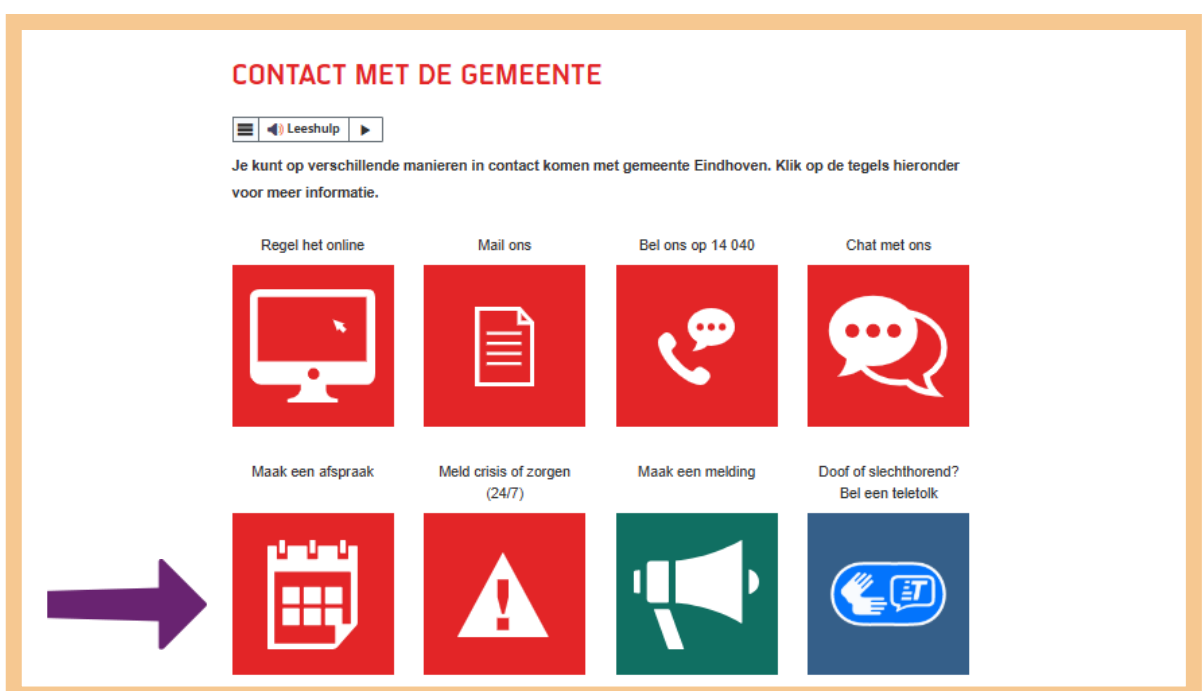 CONTACT MET DE GEMEENTE
Leeshulp
Je kunt op verschillende manieren in contact komen met gemeente Eindhoven. Klik op de tegels hieronder
voor meer informatie.
Regel het online
Mail ons
Bel ons op 14 040
Chat met ons
Maak een afspraak
Meld crisis of zorgen
(24/7)
Maak een melding
Doof of slechthorend?
Bel een teletolk
T